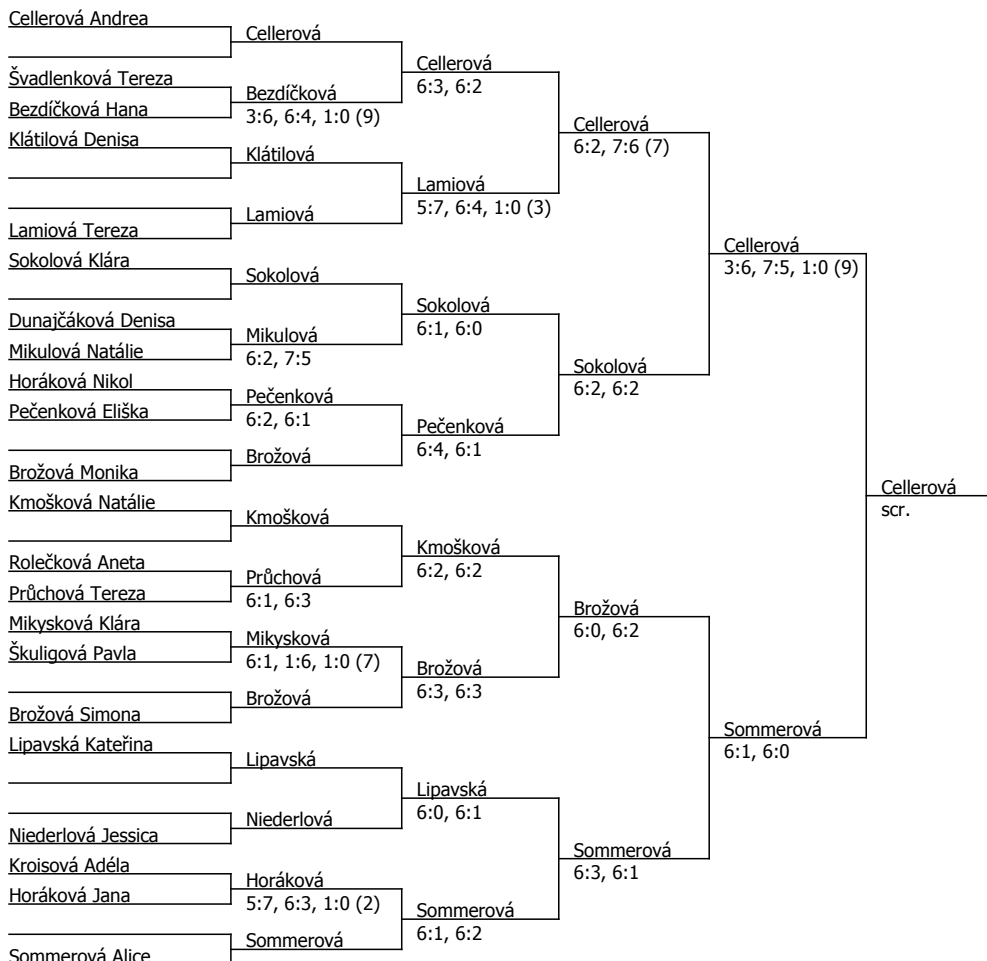 Cellerová Andrea
Švadlenková Tereza
Bezdíčková Hana
Klátilová Denisa
Lamiová Tereza
Sokolová Klára
Dunajčáková Denisa
Mikulová Natálie
Horáková Nikol
Pečenková Eliška
Brožová Monika
Kmošková Natálie
Rolečková Aneta
Průchová Tereza
Mikysková Klára
Škuligová Pavla
Brožová Simona
Lipavská Kateřina
Niederlová Jessica
Kroisová Adéla
Horáková Jana
Sommerová Alice
Cellerová
Bezdíčková
3:6, 6:4, 1:0 (9)
Klátilová
Lamiová
Sokolová
Mikulová
6:2, 7:5
Pečenková
6:2, 6:1
Brožová
Kmošková
Průchová
6:1, 6:3
Mikysková
6:1, 1:6, 1:0 (7)
Brožová
Lipavská
Niederlová
Horáková
5:7, 6:3, 1:0 (2)
Sommerová
Cellerová
6:3, 6:2
Lamiová
5:7, 6:4, 1:0 (3)
Sokolová
6:1, 6:0
Pečenková
6:4, 6:1
Kmošková
6:2, 6:2
Brožová
6:3, 6:3
Lipavská
6:0, 6:1
Sommerová
6:1, 6:2
Cellerová
6:2, 7:6 (7)
Sokolová
6:2, 6:2
Brožová
6:0, 6:2
Sommerová
6:3, 6:1
Cellerová
3:6, 7:5, 1:0 (9)
Sommerová
6:1, 6:0
Cellerová
scr.